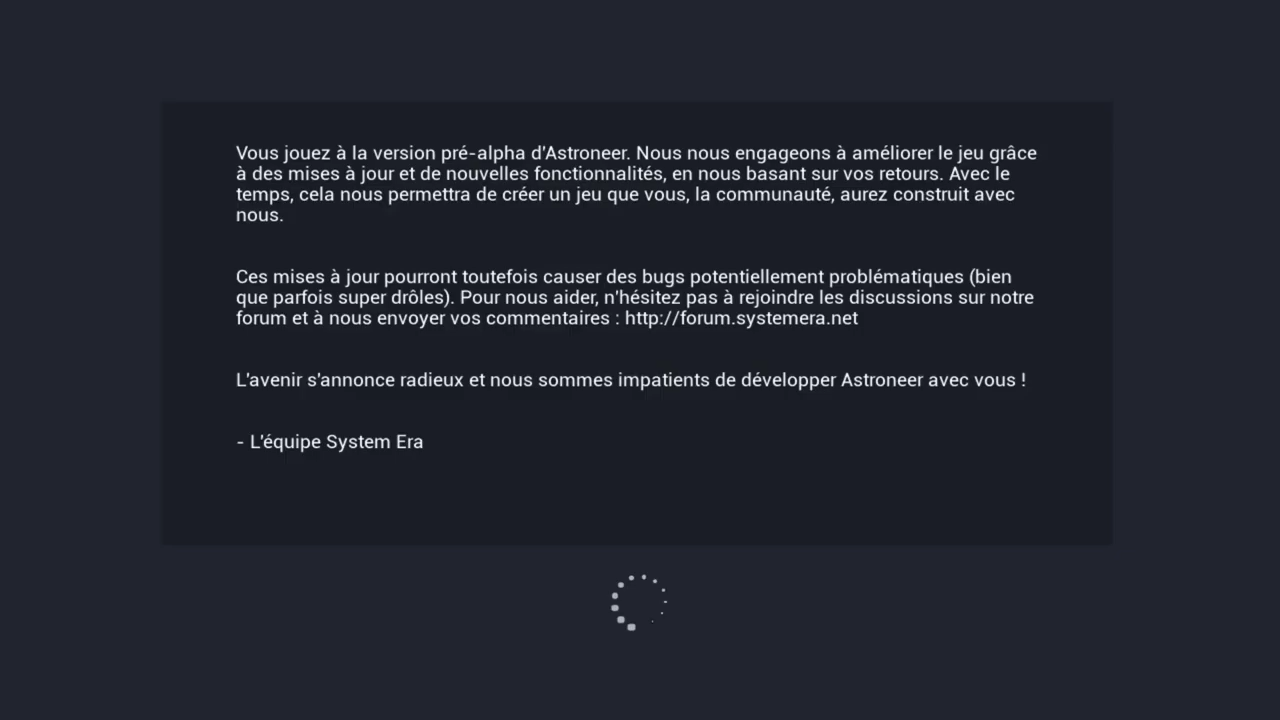 Vous jouez à la version pré-alpha d'Astroneer. Nous nous engageons à améliorer le jeu grâce
à des mises à jour et de nouvelles fonctionnalités, en nous basant sur vos retours. Avec le
temps, cela nous permettra de créer un jeu que vous, la communauté, aurez construit avec
nous.
Ces mises à jour pourront toutefois causer des bugs potentiellement problématiques (bien
que parfois super drôles). Pour nous aider, n'hésitez pas à rejoindre les discussions sur notre
forum et à nous envoyer vos commentaires : http://forum.systemera.net
L'avenir s'annonce radieux et nous sommes impatients de développer Astroneer avec vous !
- L'équipe System Era